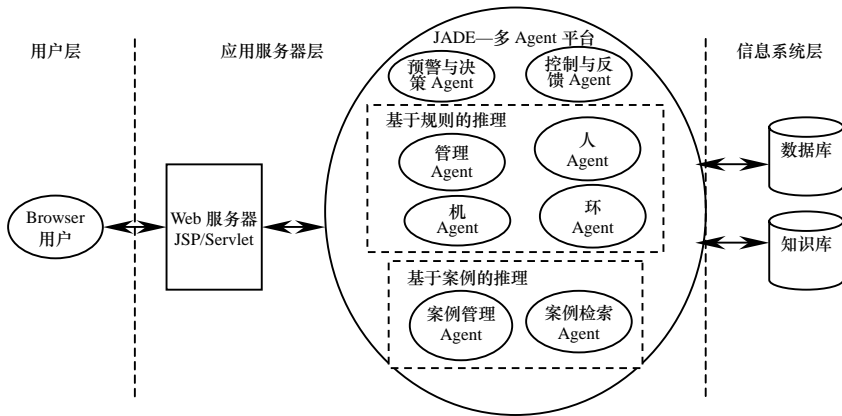 用户层
应用服务器层
JADE—多 Agent 平台
信息系统层
预警与决
策 Agent
控制与反
馈 Agent
基于规则的推理
管理
Agent
人
Agent
机
Agent
环
Agent
基于案例的推理
案例管理
Agent
案例检索
Agent
Browser
用户
Web 服务器
JSP/Servlet
数据库
知识库